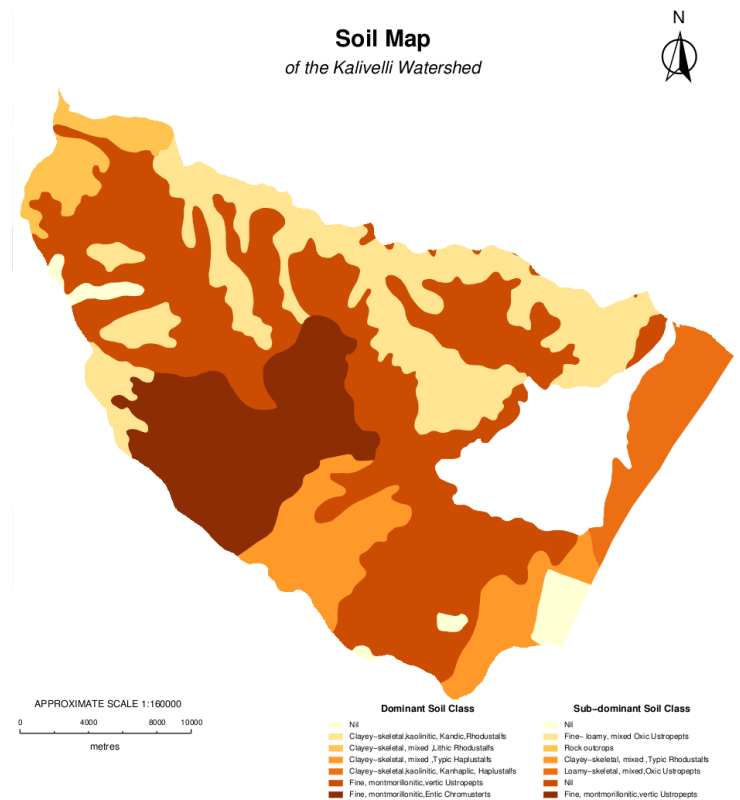 Soil Map
of the Kalivelli Watershed
N
APPROXIMATE SCALE 1:160000
0 4000 8000 10000
metres
Dominant Soil Class
Nil
Clayey-skeletal,kaolinitic, Kandic,Rhodustalfs
Clayey-skeletal, mixed ,Lithic Rhodustalfs
Clayey-skeletal, mixed ,Typic Haplustalfs
Clayey-skeletal,kaolinitic, Kanhaplic, Haplustalfs
Fine, montmorillonitic,vertic Ustropepts
Fine, montmorillonitic,Entic Chromusterts
Sub-dominant Soil Class
Nil
Fine- loamy, mixed Oxic Ustropepts
Rock outcrops
Clayey-skeletal, mixed ,Typic Rhodustalfs
Loamy-skeletal, mixed,Oxic Ustropepts
Nil
Fine, montmorillonitic,vertic Ustropepts